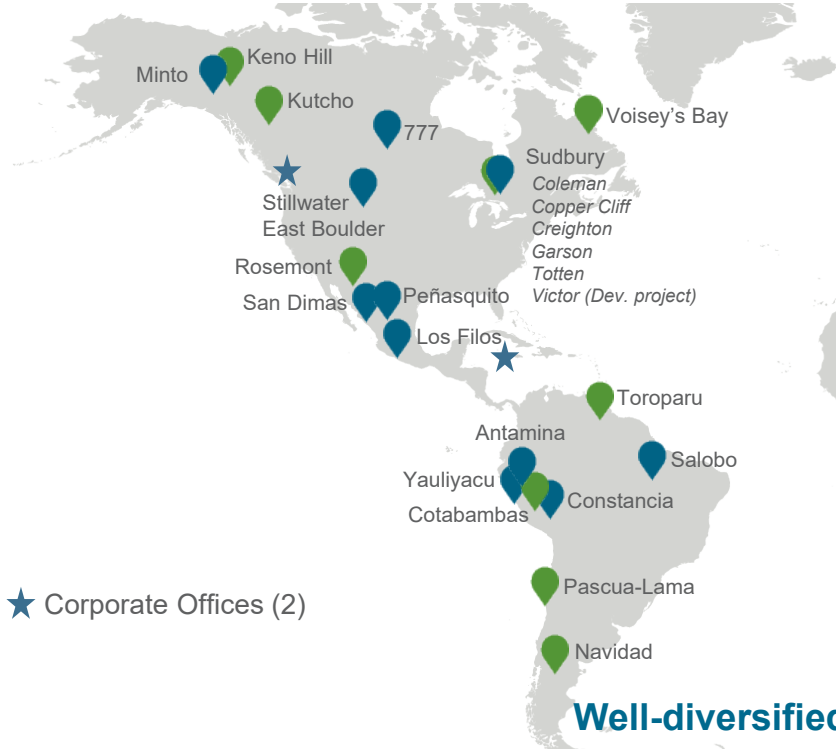 Keno Hill
Minto
Kutcho
Voisey's Bay
777
Sudbury
Coleman
Copper Cliff
Creighton
Garson
Totten
Victor (Dev. project)
Stillwater
East Boulder
Rosemont
San Dimas
Peñasquito
Los Filos
Toroparu
Antamina
Salobo
Yauliyacu
Constancia
Cotabambas
Pascua-Lama
Corporate Offices (2)
Navidad
Well-diversified